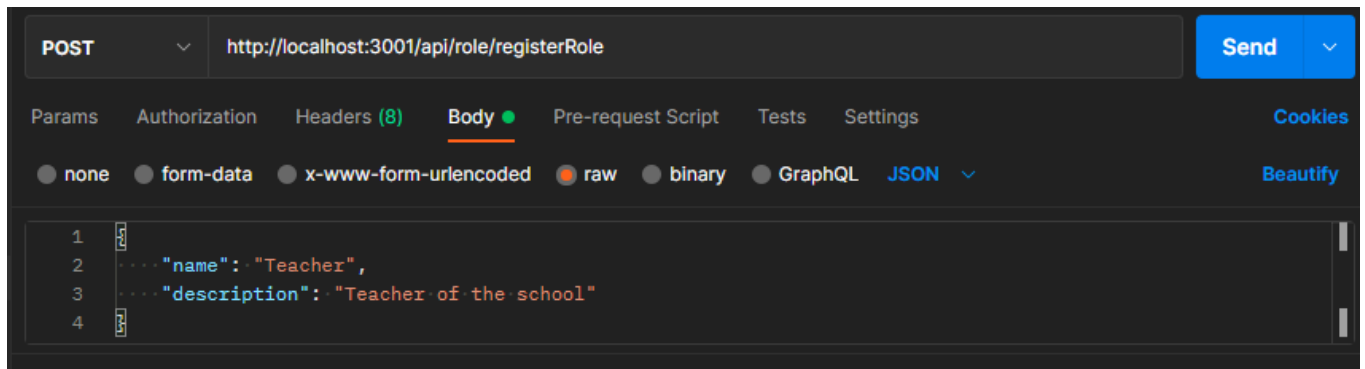 POST http://localhost:3001/api/role/registerRole Send
Params Authorization Headers (8) Body Pre-request Script Tests Settings Cookies
none form-data x-www-form-urlencoded raw binary GraphQL JSON Beautify
1 {
2 "name": "Teacher",
3 "description": "Teacher of the school"
4 }